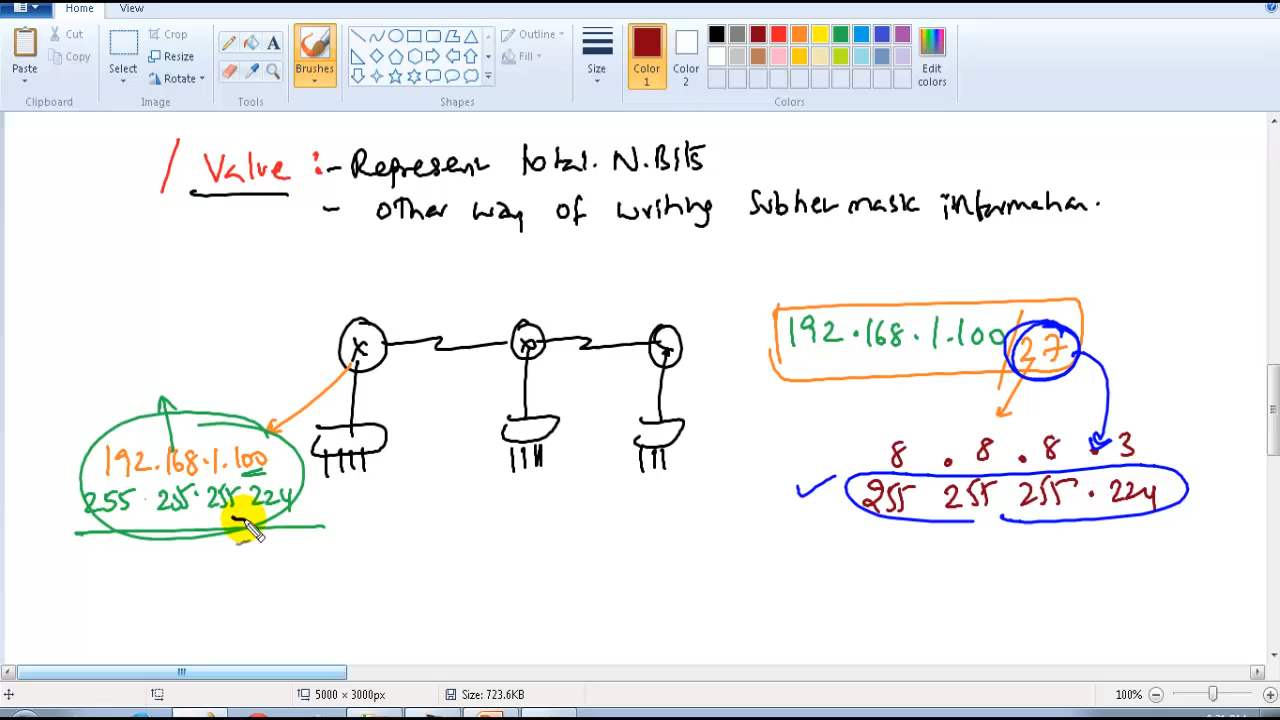 Home View
Paste
Cut
Copy
Clipboard
Select
Crop
Resize
Rotate
Image
Tools
Brushes
Shapes
Outline
Fill
Size
Color 1
Color 2
Edit colors
Colors
/ Value :- Represent total. N.Bits
- other way of writing subnet mask information.
192.168.1.100/27
8 . 8 . 8 . 3
255 255 255 . 224
192.168.1.100
255 . 255 . 255 224
5000 × 3000px Size: 723.6KB 100%